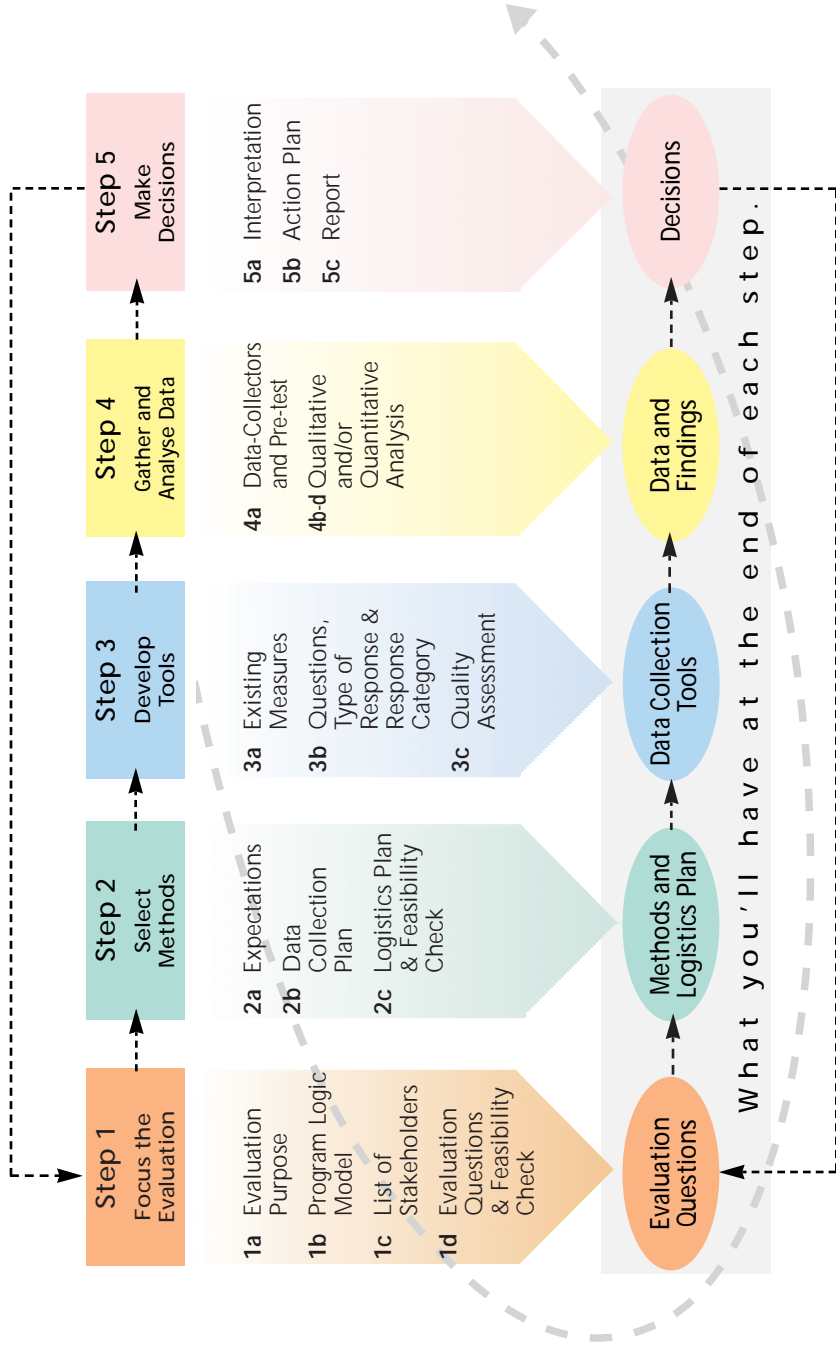 Step 1
Focus the
Evaluation
Step 2
Select
Methods
Step 3
Develop
Tools
Step 4
Gather and
Analyse Data
Step 5
Make
Decisions
1a Evaluation
Purpose
1b Program Logic
Model
1c List of
Stakeholders
1d Evaluation
Questions
& Feasibility
Check
2a Expectations
2b Data
Collection
Plan
2c Logistics Plan
& Feasibility
Check
3a Existing
Measures
3b Questions,
Type of
Response &
Response
Category
3c Quality
Assessment
4a Data-Collectors
and Pre-test
4b-d Qualitative
and/or
Quantitative
Analysis
5a Interpretation
5b Action Plan
5c Report
Evaluation
Questions
Methods and
Logistics Plan
Data Collection
Tools
Data and
Findings
Decisions
What you'll have at the end of each step.